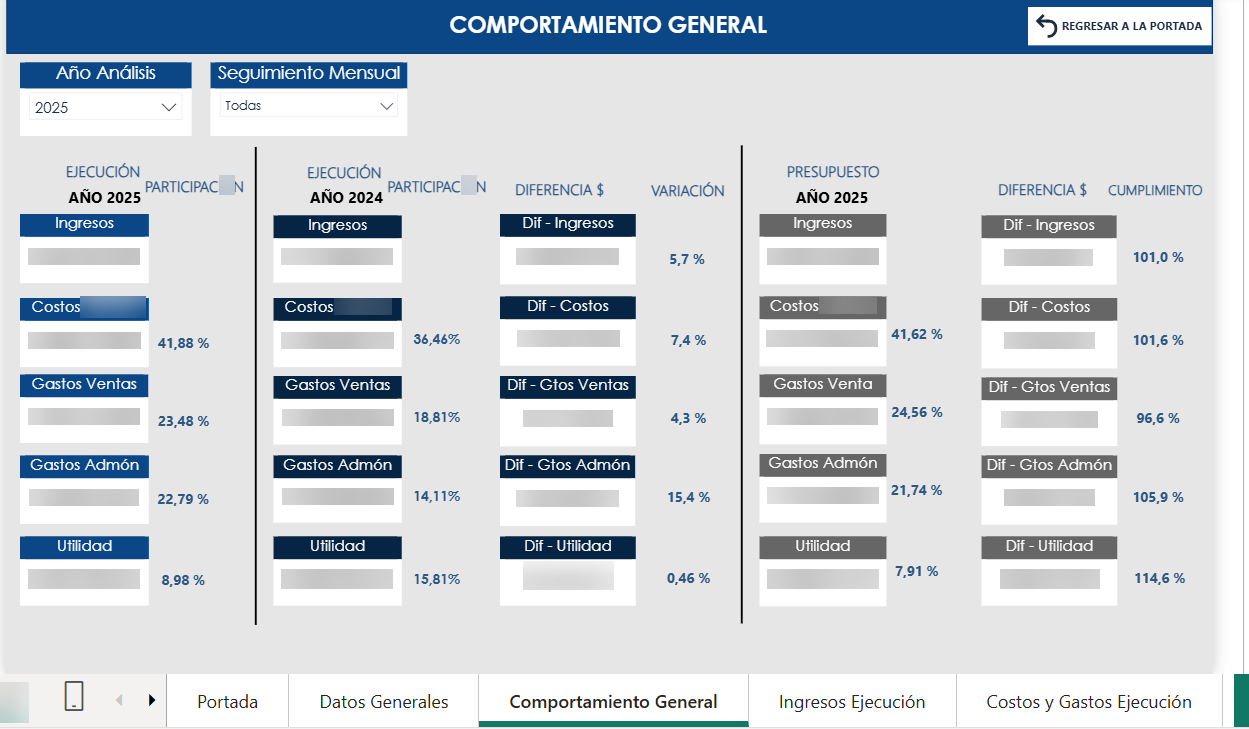 COMPORTAMIENTO GENERAL
REGRESAR A LA PORTADA
Año Análisis
Seguimiento Mensual
2025
Todas
EJECUCIÓN
AÑO 2025
EJECUCIÓN
AÑO 2024
DIFERENCIA $
VARIACIÓN
PRESUPUESTO
AÑO 2025
DIFERENCIA $
CUMPLIMIENTO
Ingresos
Ingresos
Dif - Ingresos
5,7 %
Ingresos
Dif - Ingresos
101,0 %
Costos
41,88 %
Costos
36,46%
Dif - Costos
7,4 %
Costos
41,62 %
Dif - Costos
101,6 %
Gastos Ventas
23,48 %
Gastos Ventas
18,81%
Dif - Gtos Ventas
4,3 %
Gastos Venta
24,56 %
Dif - Gtos Ventas
96,6 %
Gastos Admón
22,79 %
Gastos Admón
14,11%
Dif - Gtos Admón
15,4 %
Gastos Admón
21,74 %
Dif - Gtos Admón
105,9 %
Utilidad
8,98 %
Utilidad
15,81%
Dif - Utilidad
0,46 %
Utilidad
7,91 %
Dif - Utilidad
114,6 %
Portada
Datos Generales
Comportamiento General
Ingresos Ejecución
Costos y Gastos Ejecución